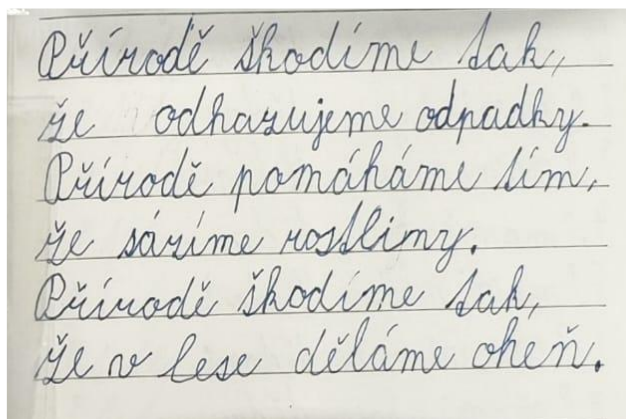 Přírodě škodíme tak,
že odhazujeme odpadky.
Přírodě pomáháme tím,
že sázíme rostliny.
Přírodě škodíme tak,
že v lese děláme oheň.